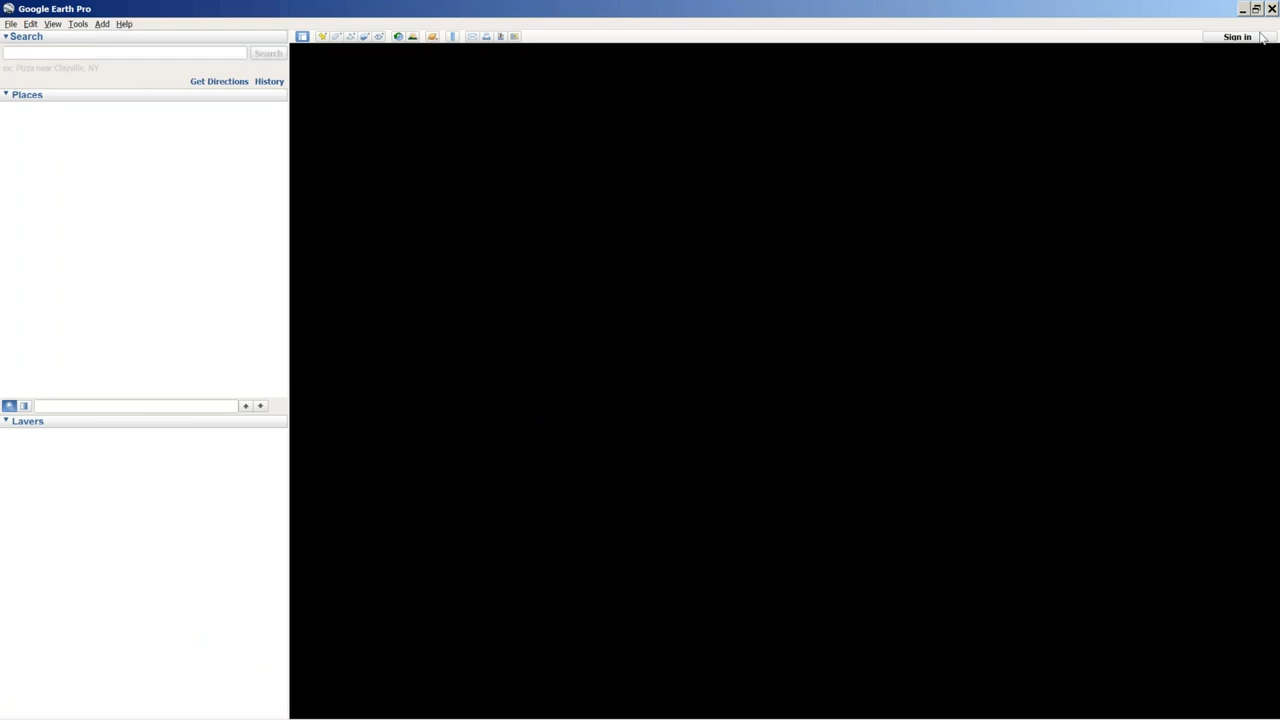 Google Earth Pro
File Edit View Tools Add Help
Search
Sign in
Search
ex: Pizza near Clayville, NY
Get Directions History
Places
Layers